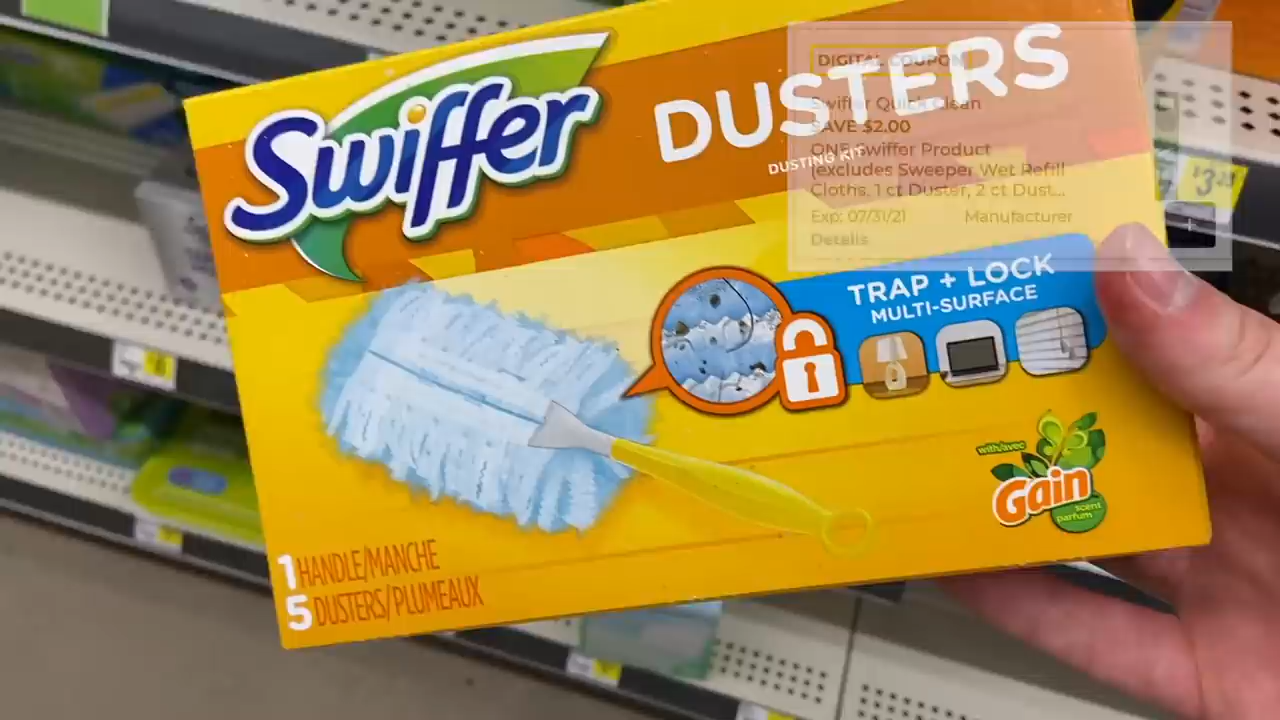 Swiffer
DUSTERS
DUSTING KIT
DIGITAL COUPON
Swiffer Quick Clean
SAVE $2.00
ONE Swiffer Product
(excludes Sweeper Wet Refill
Cloths, 1 ct Duster, 2 ct Dust...
Exp: 07/31/21 Manufacturer
Details
+
TRAP + LOCK
MULTI-SURFACE
with/avec
Gain
scent
parfum
1 HANDLE/MANCHE
5 DUSTERS/PLUMEAUX